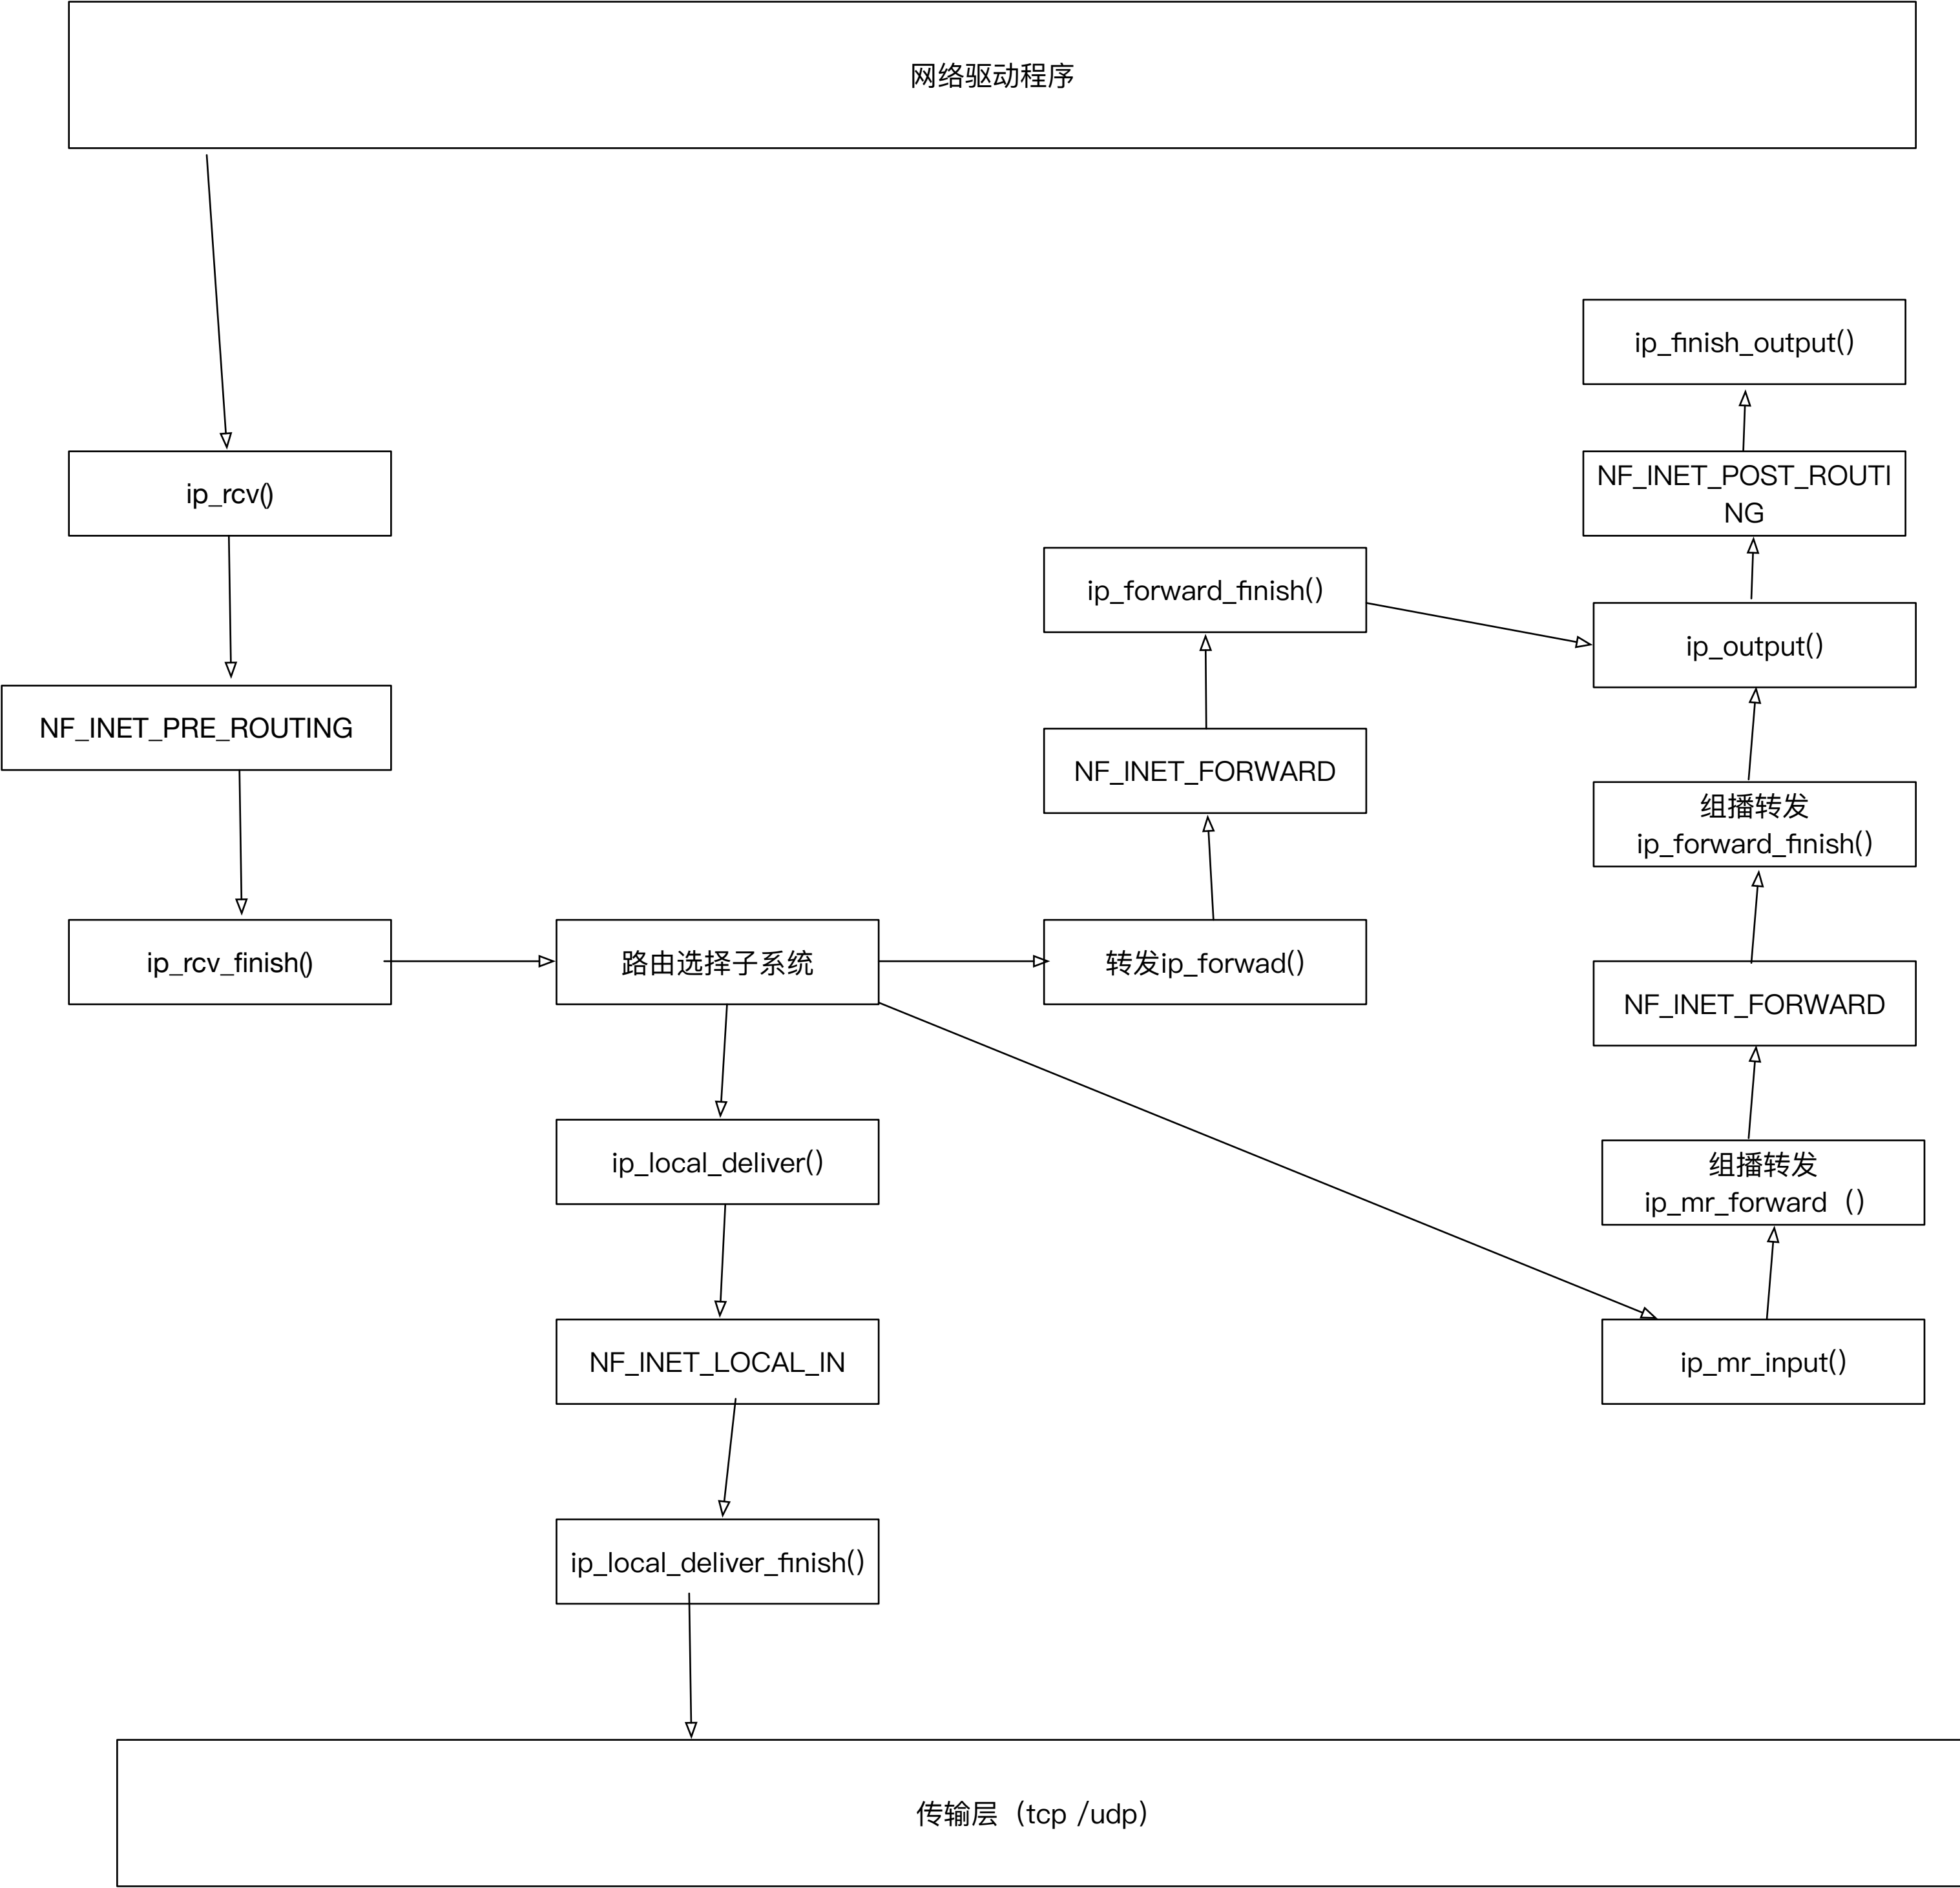 网络驱动程序
ip_finish_output()
ip_rcv()
NF_INET_POST_ROUTI
NG
ip_forward_finish()
ip_output()
NF_INET_PRE_ROUTING
NF_INET_FORWARD
组播转发
ip_forward_finish()
ip_rcv_finish()
路由选择子系统
转发ip_forwad()
NF_INET_FORWARD
ip_local_deliver()
组播转发
ip_mr_forward（）
NF_INET_LOCAL_IN
ip_mr_input()
ip_local_deliver_finish()
传输层（tcp /udp）